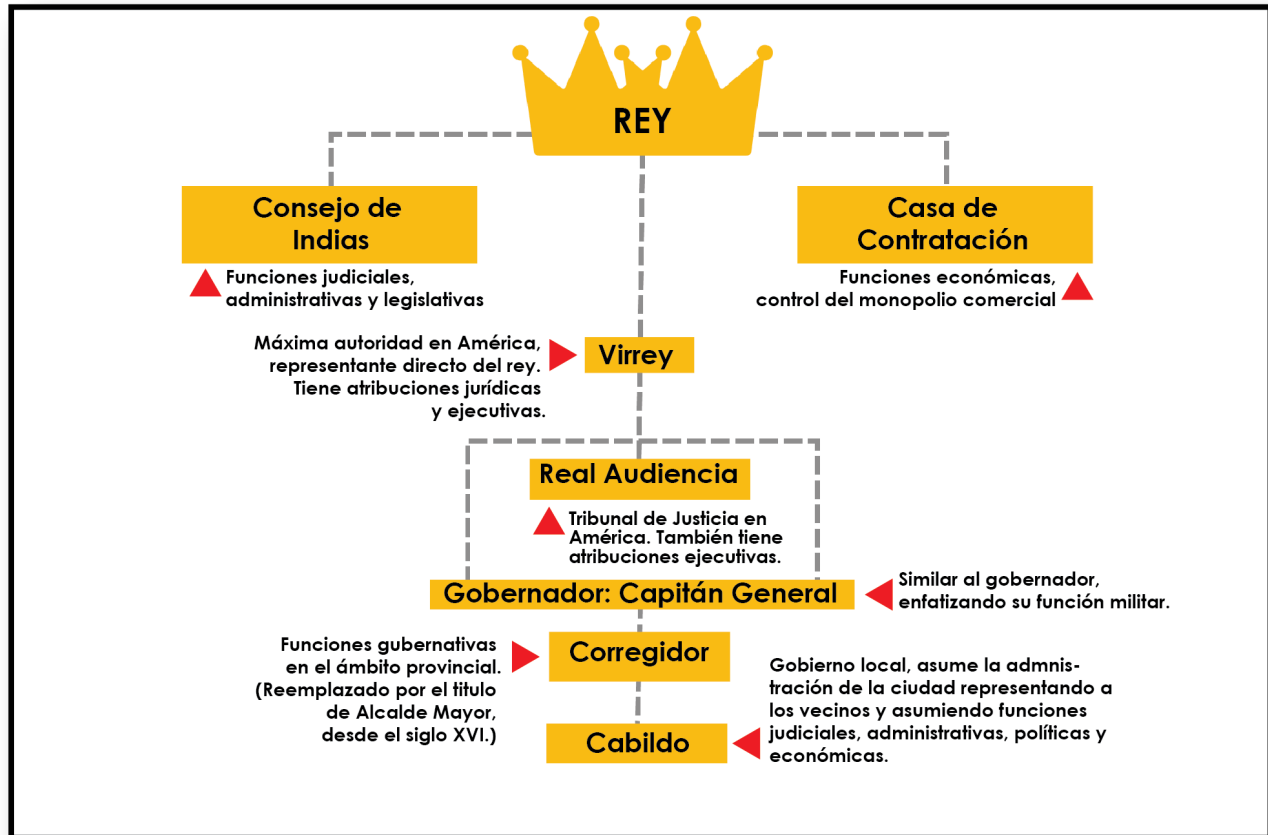 REY
Consejo de
Indias
Funciones judiciales,
administrativas y legislativas
Casa de
Contratación
Funciones económicas,
control del monopolio comercial
Máxima autoridad en América,
representante directo del rey.
Tiene atribuciones jurídicas
y ejecutivas.
Virrey
Real Audiencia
Tribunal de Justicia en
América. También tiene
atribuciones ejecutivas.
Gobernador: Capitán General
Similar al gobernador,
enfatizando su función militar.
Funciones gubernativas
en el ámbito provincial.
(Reemplazado por el titulo
de Alcalde Mayor,
desde el siglo XVI.)
Corregidor
Cabildo
Gobierno local, asume la admnis-
tración de la ciudad representando a
los vecinos y asumiendo funciones
judiciales, administrativas, políticas y
económicas.